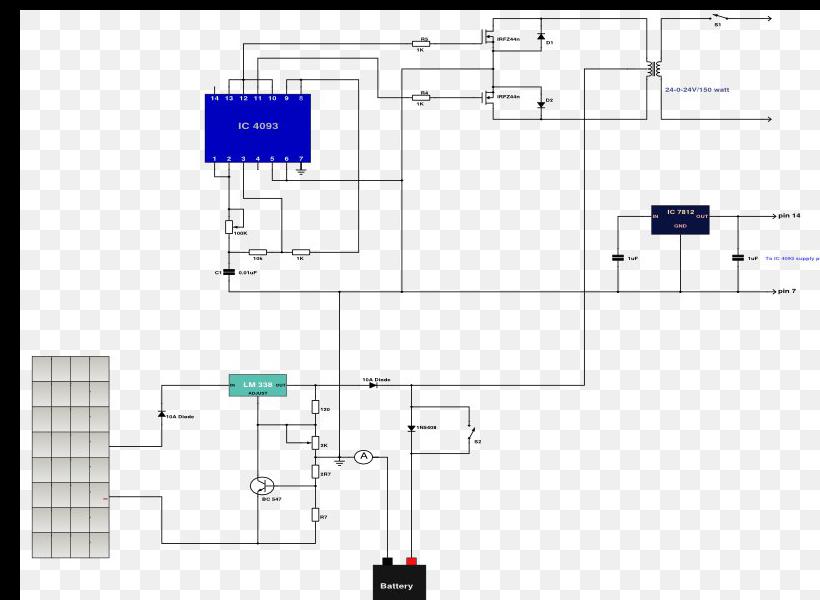 S1
R3
1K
IRFZ44n
D1
24-0-24V/150 watt
R4
1K
IRFZ44n
D2
14 13 12 11 10 9 8
IC 4093
1 2 3 4 5 6 7
100K
10k
1K
C1
0.01uF
IC 7812
IN
OUT
GND
pin 14
1uF
1uF
To IC 4093 supply p
pin 7
LM 338
IN
OUT
ADJUST
10A Diode
10A Diode
120
2K
2R7
R7
BC 547
A
1N5408
S2
Battery